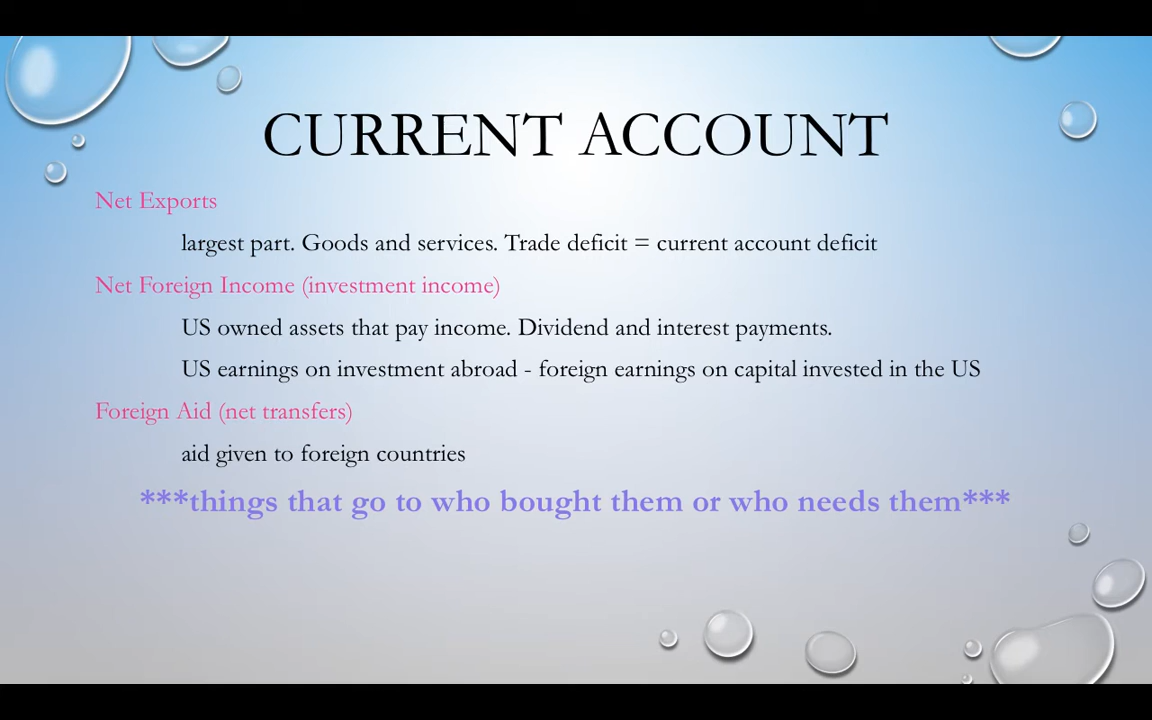 CURRENT ACCOUNT
Net Exports
largest part. Goods and services. Trade deficit = current account deficit
Net Foreign Income (investment income)
US owned assets that pay income. Dividend and interest payments.
US earnings on investment abroad - foreign earnings on capital invested in the US
Foreign Aid (net transfers)
aid given to foreign countries
***things that go to who bought them or who needs them***